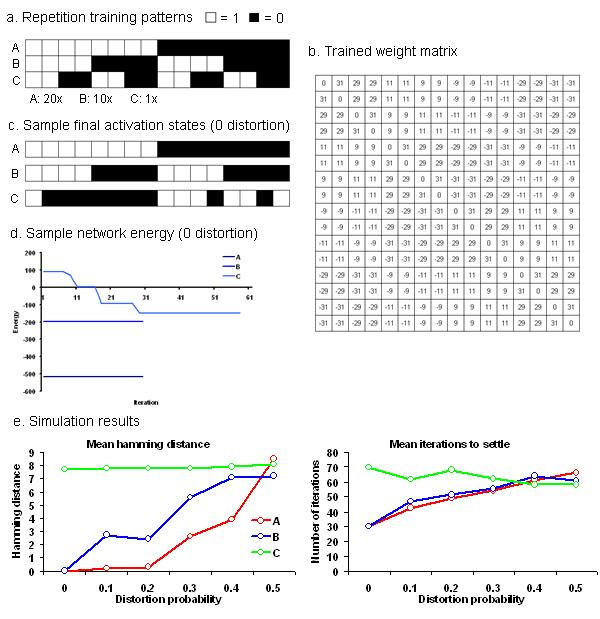 a. Repetition training patterns = 1 = 0
A
B
C
A: 20x B: 10x C: 1x
b. Trained weight matrix
0 31 29 29 11 11 9 9 -9 -9 -11 -11 -29 -29 -31 -31
31 0 29 29 11 11 9 9 -9 -9 -11 -11 -29 -29 -31 -31
29 29 0 31 9 9 11 11 -11 -11 -9 -9 -31 -31 -29 -29
29 29 31 0 9 9 11 11 -11 -11 -9 -9 -31 -31 -29 -29
11 11 9 9 0 31 29 29 -29 -29 -31 -31 -9 -9 -11 -11
11 11 9 9 31 0 29 29 -29 -29 -31 -31 -9 -9 -11 -11
9 9 11 11 29 29 0 31 -31 -31 -29 -29 -11 -11 -9 -9
9 9 11 11 29 29 31 0 -31 -31 -29 -29 -11 -11 -9 -9
-9 -9 -11 -11 -29 -29 -31 -31 0 31 29 29 11 11 9 9
-9 -9 -11 -11 -29 -29 -31 -31 31 0 29 29 11 11 9 9
-11 -11 -9 -9 -31 -31 -29 -29 29 29 0 31 9 9 11 11
-11 -11 -9 -9 -31 -31 -29 -29 29 29 31 0 9 9 11 11
-29 -29 -31 -31 -9 -9 -11 -11 11 11 9 9 0 31 29 29
-29 -29 -31 -31 -9 -9 -11 -11 11 11 9 9 31 0 29 29
-31 -31 -29 -29 -11 -11 -9 -9 9 9 11 11 29 29 0 31
-31 -31 -29 -29 -11 -11 -9 -9 9 9 11 11 29 29 31 0
c. Sample final activation states (0 distortion)
A
B
C
d. Sample network energy (0 distortion)
200
100
0
-100
-200
-300
-400
-500
-600
Energy
1 11 21 31 41 51 61
Iteration
A
B
C
e. Simulation results
Mean hamming distance
9
8
7
6
5
4
3
2
1
0
Hamming distance
0 0.1 0.2 0.3 0.4 0.5
Distortion probability
A
B
C
Mean iterations to settle
80
70
60
50
40
30
20
10
0
Number of iterations
0 0.1 0.2 0.3 0.4 0.5
Distortion probability